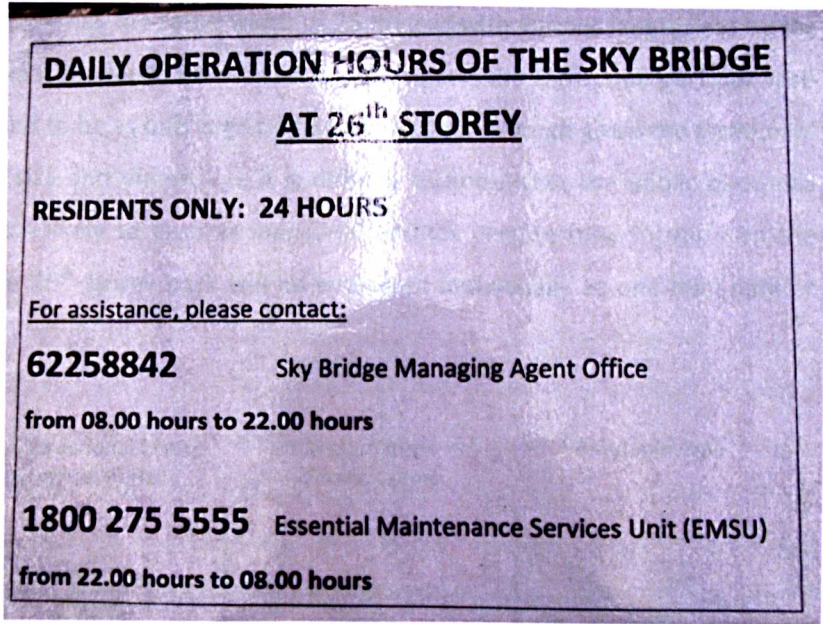 DAILY OPERATION HOURS OF THE SKY BRIDGE
AT 26th STOREY
RESIDENTS ONLY: 24 HOURS
For assistance, please contact:
62258842 Sky Bridge Managing Agent Office
from 08.00 hours to 22.00 hours
1800 275 5555 Essential Maintenance Services Unit (EMSU)
from 22.00 hours to 08.00 hours